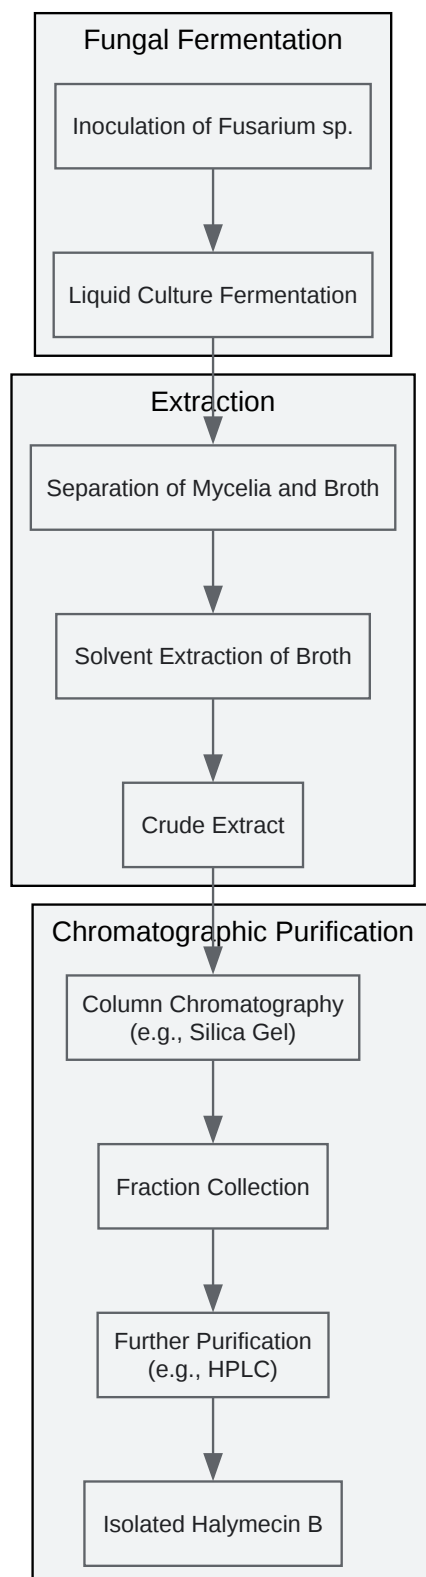 Fungal Fermentation
Inoculation of Fusarium sp.
Liquid Culture Fermentation
Extraction
Separation of Mycelia and Broth
Solvent Extraction of Broth
Crude Extract
Chromatographic Purification
Column Chromatography
(e.g., Silica Gel)
Fraction Collection
Further Purification
(e.g., HPLC)
Isolated Halymecin B